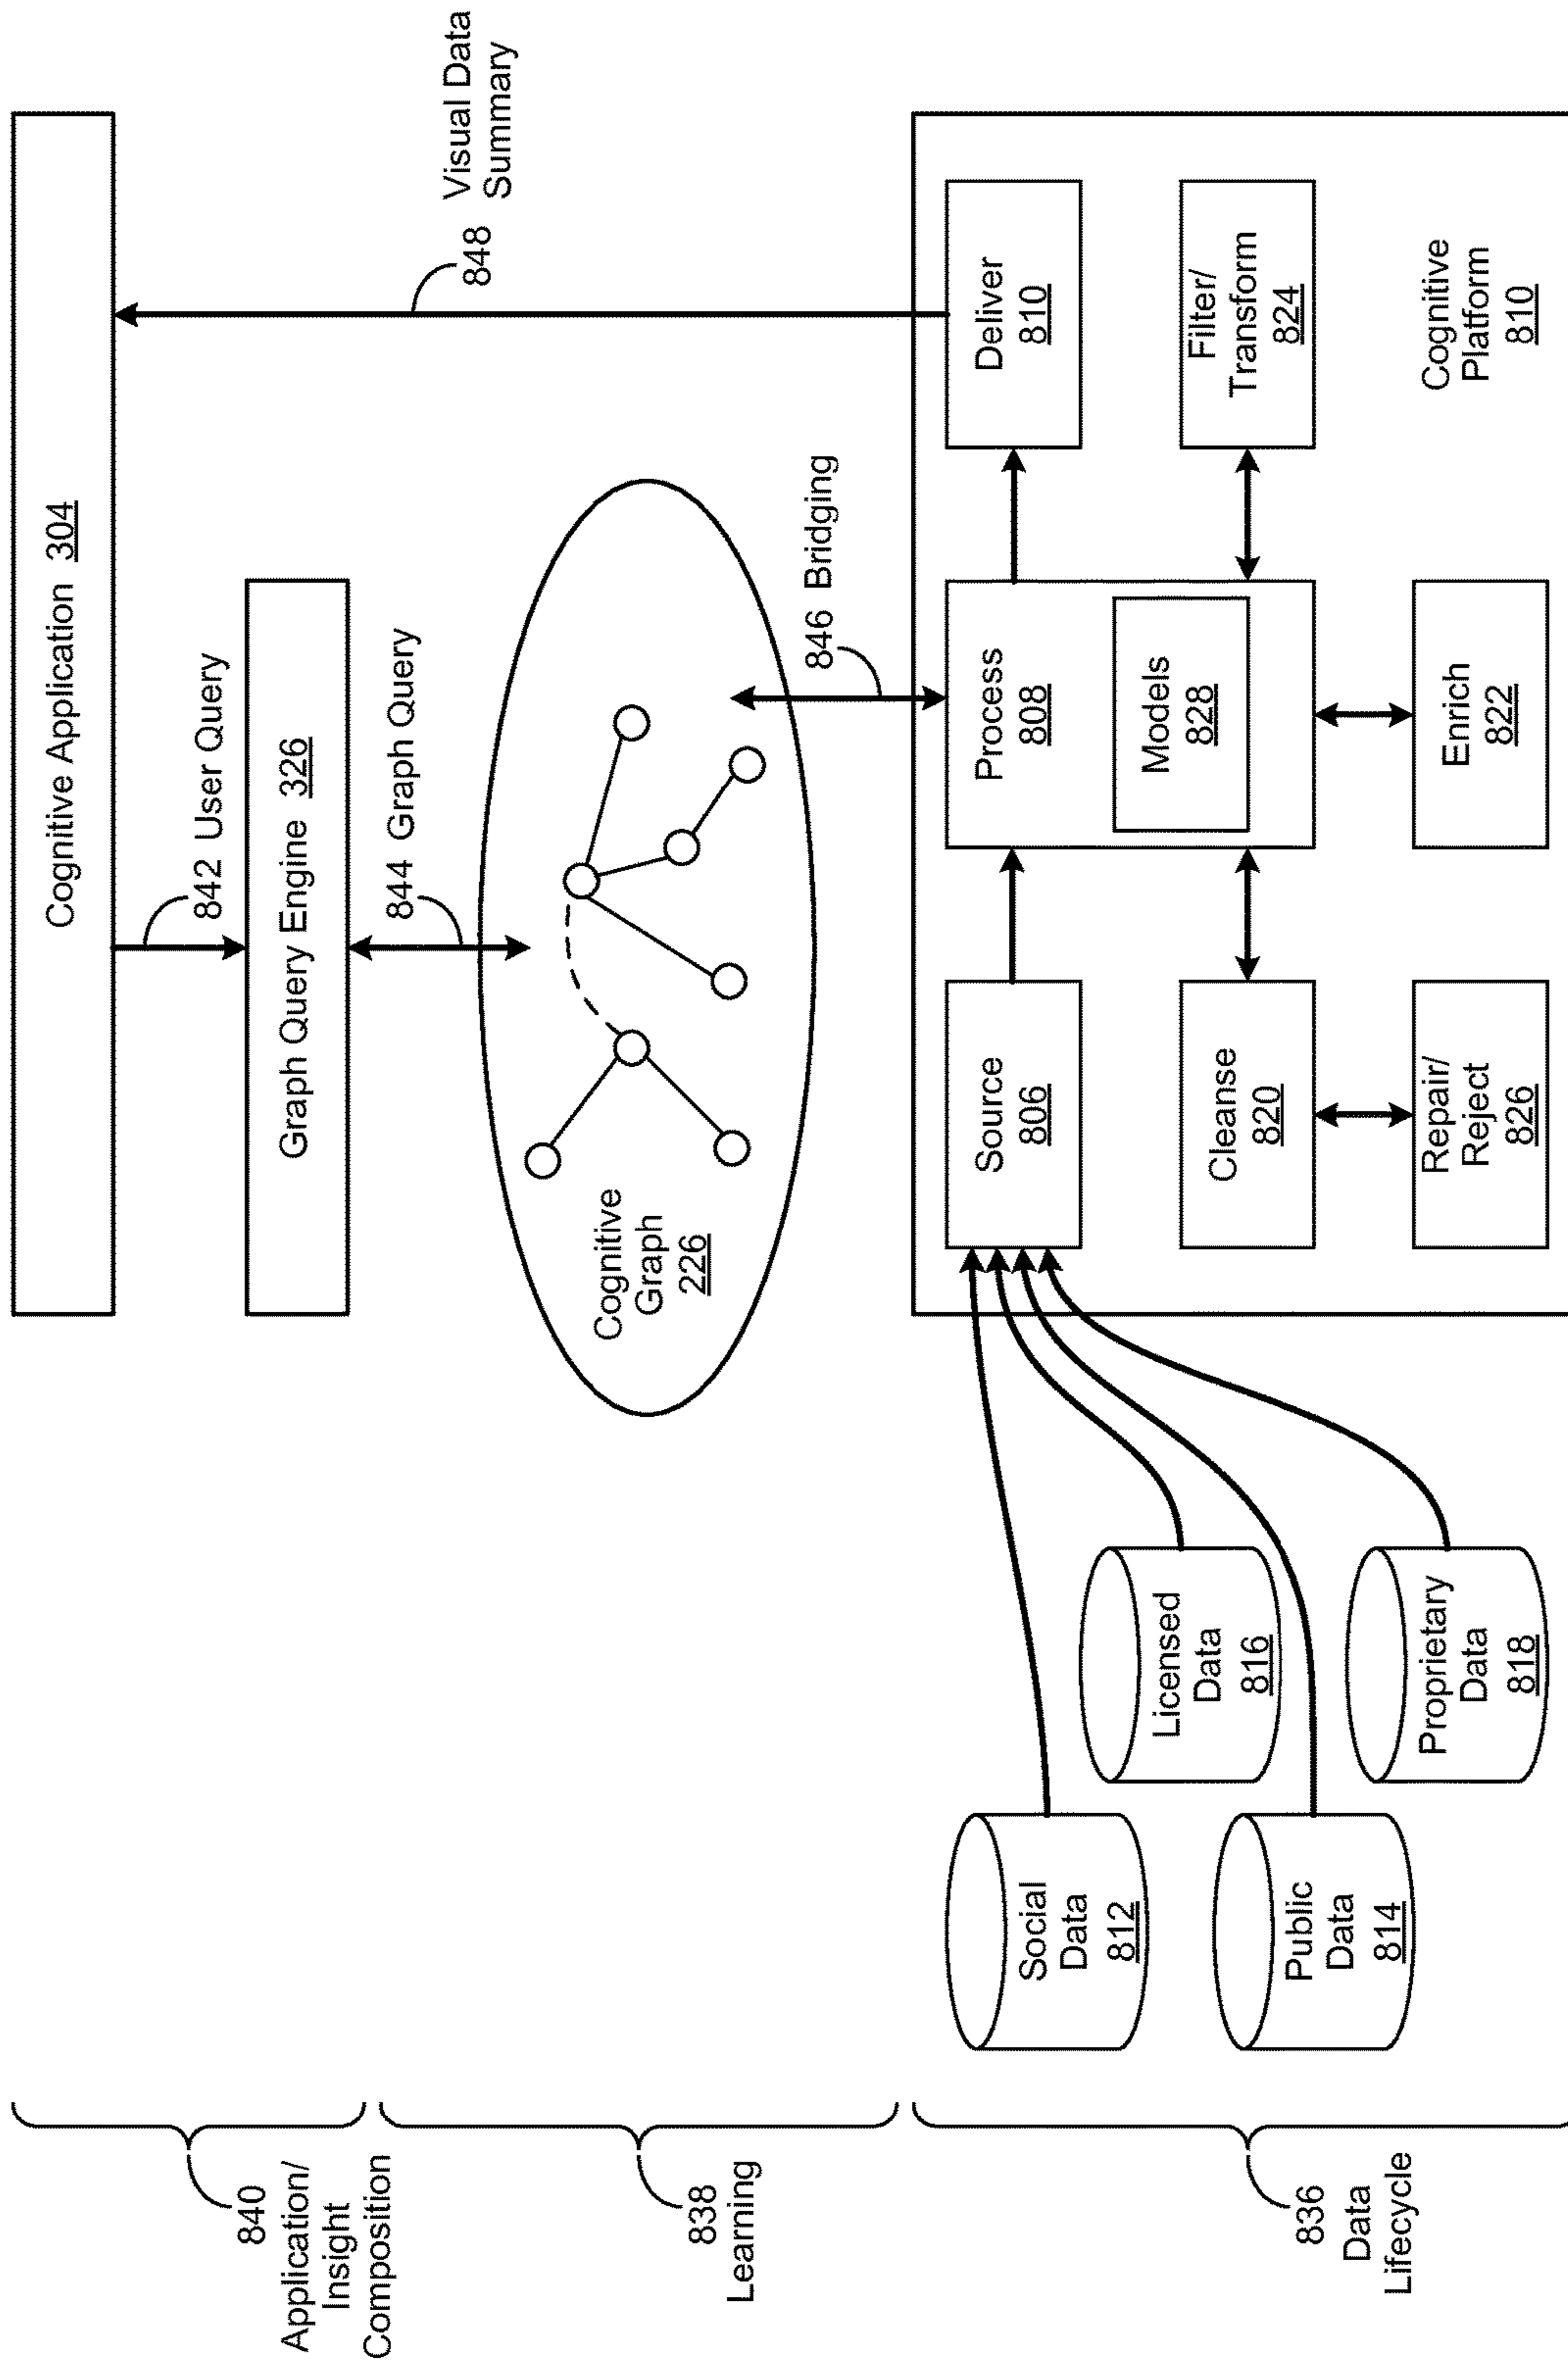 Cognitive Application 304
842 User Query
Graph Query Engine 326
844 Graph Query
848 Visual Data
Summary
840
Application/
Insight
Composition
Cognitive
Graph
226
838
Learning
846 Bridging
Social
Data
812
Licensed
Data
816
Public
Data
814
Proprietary
Data
818
Source
806
Process
808
Models
828
Deliver
810
Cleanse
820
Filter/
Transform
824
Repair/
Reject
826
Enrich
822
Cognitive
Platform
810
836
Data
Lifecycle